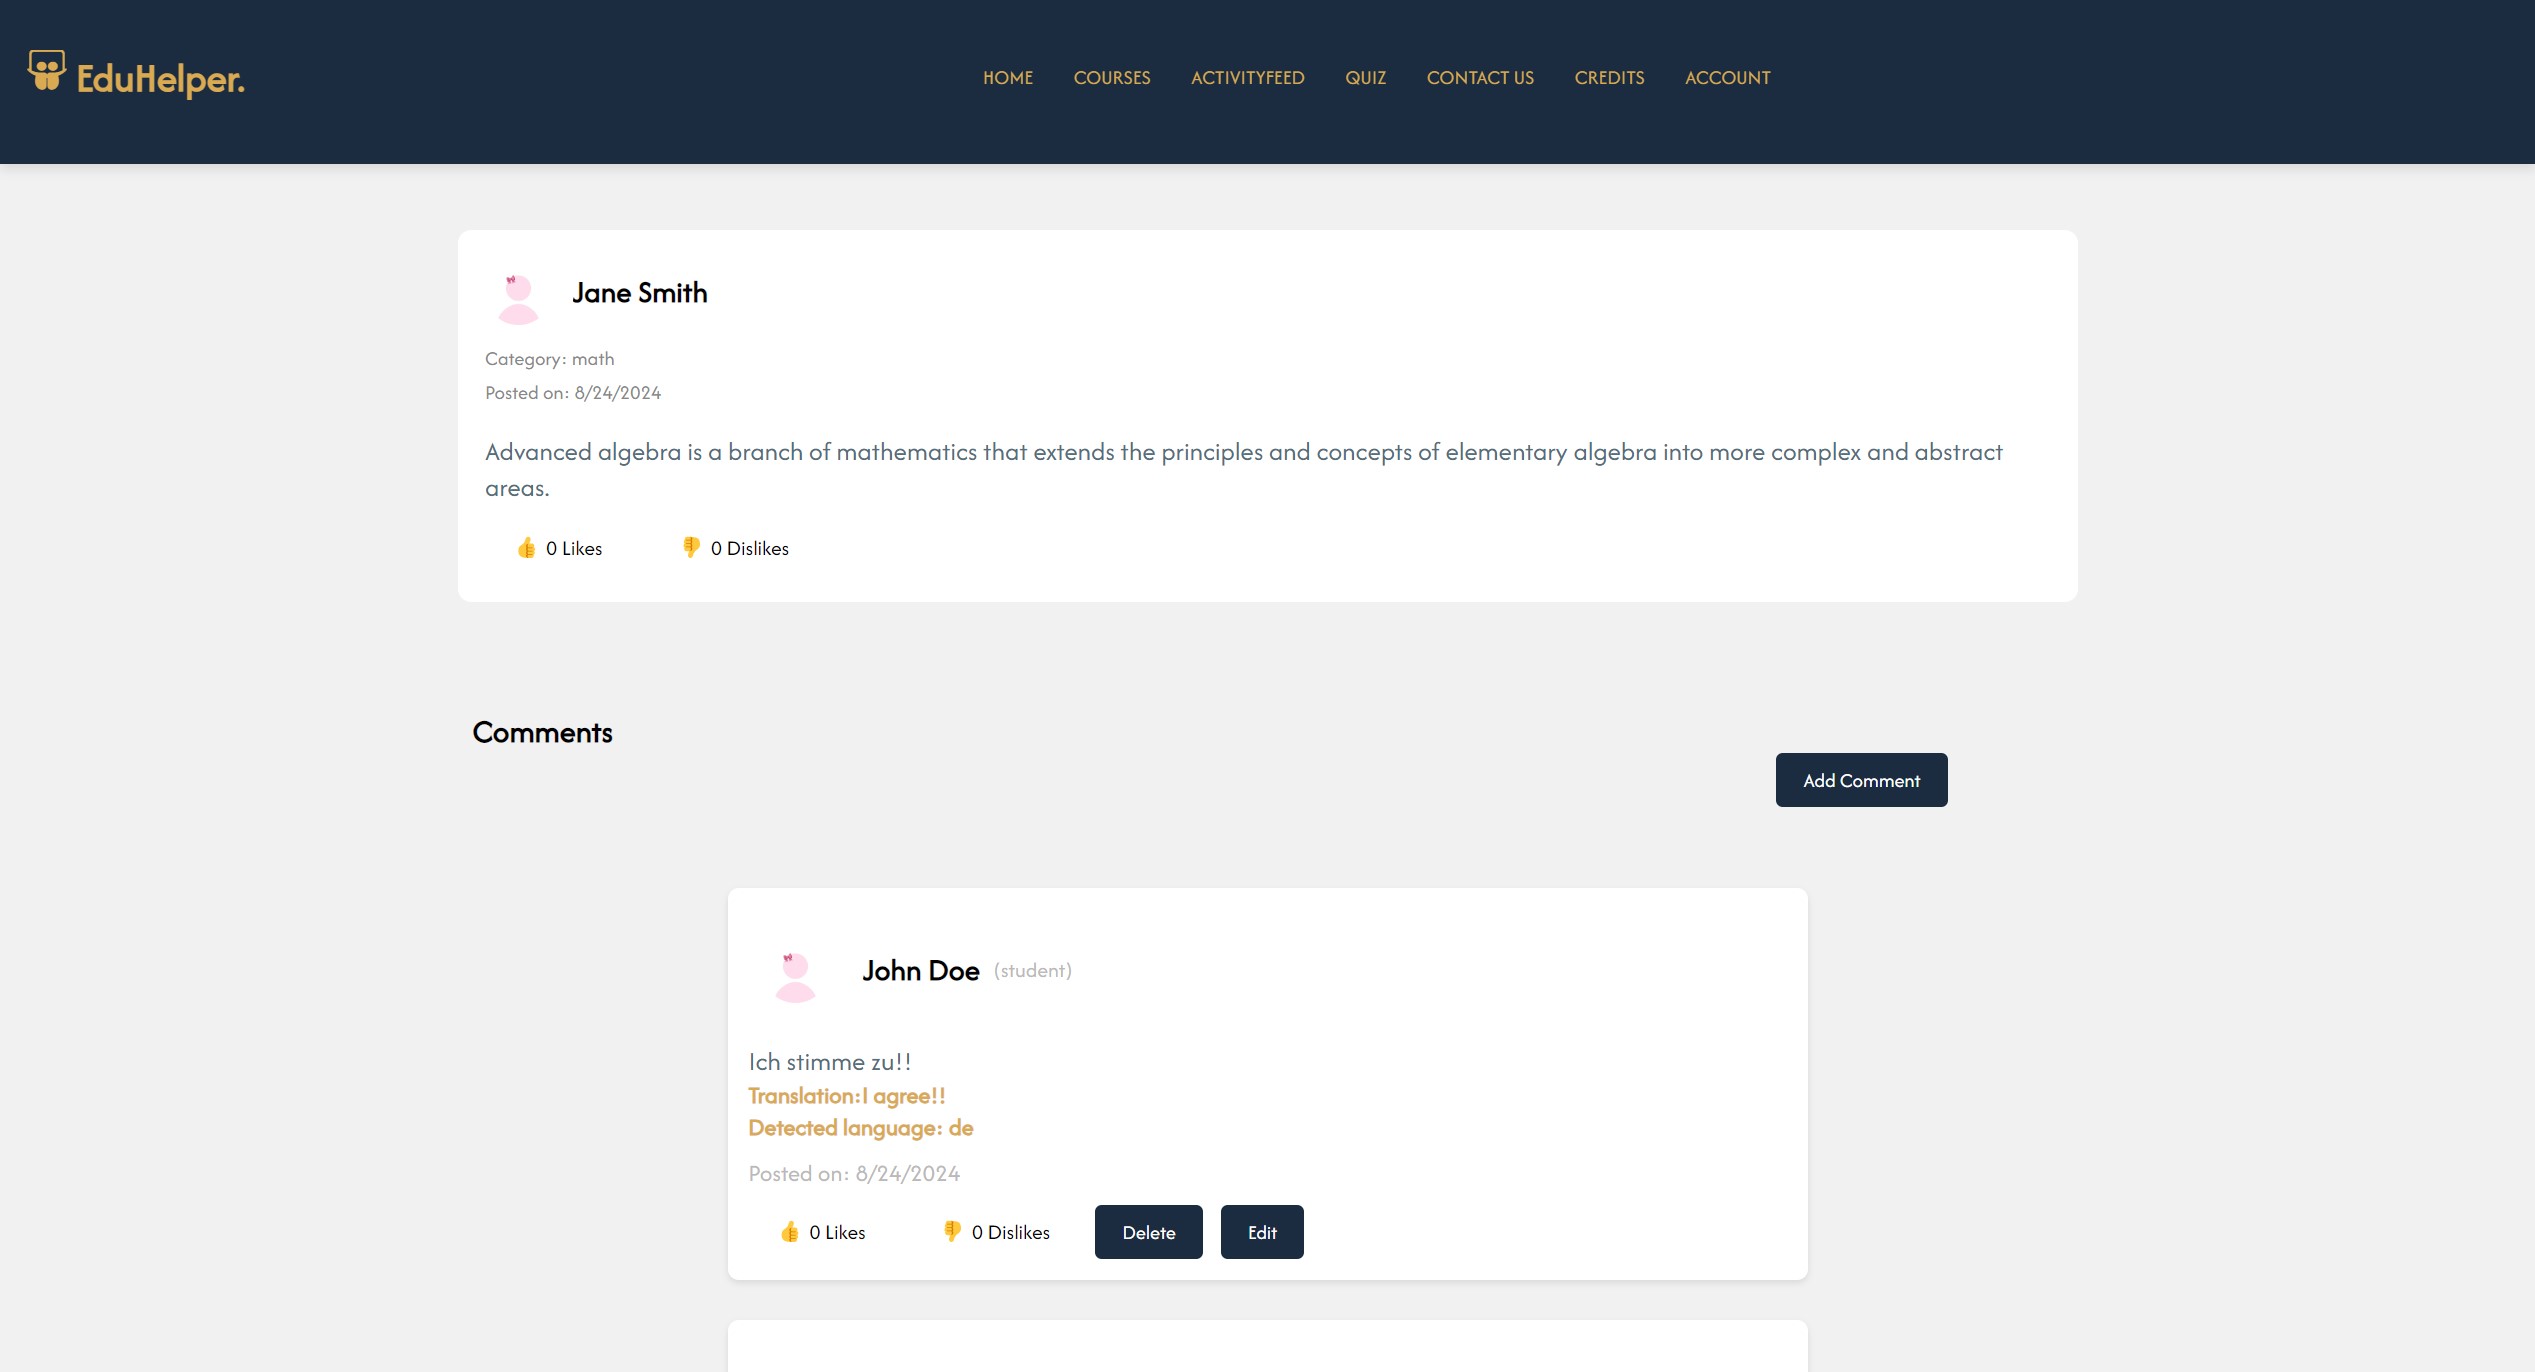 EduHelper.
HOME COURSES ACTIVITYFEED QUIZ CONTACT US CREDITS ACCOUNT
Jane Smith
Category: math
Posted on: 8/24/2024
Advanced algebra is a branch of mathematics that extends the principles and concepts of elementary algebra into more complex and abstract
areas.
👍 0 Likes 👎 0 Dislikes
Comments
Add Comment
John Doe (student)
Ich stimme zu!!
Translation:I agree!!
Detected language: de
Posted on: 8/24/2024
👍 0 Likes 👎 0 Dislikes Delete Edit